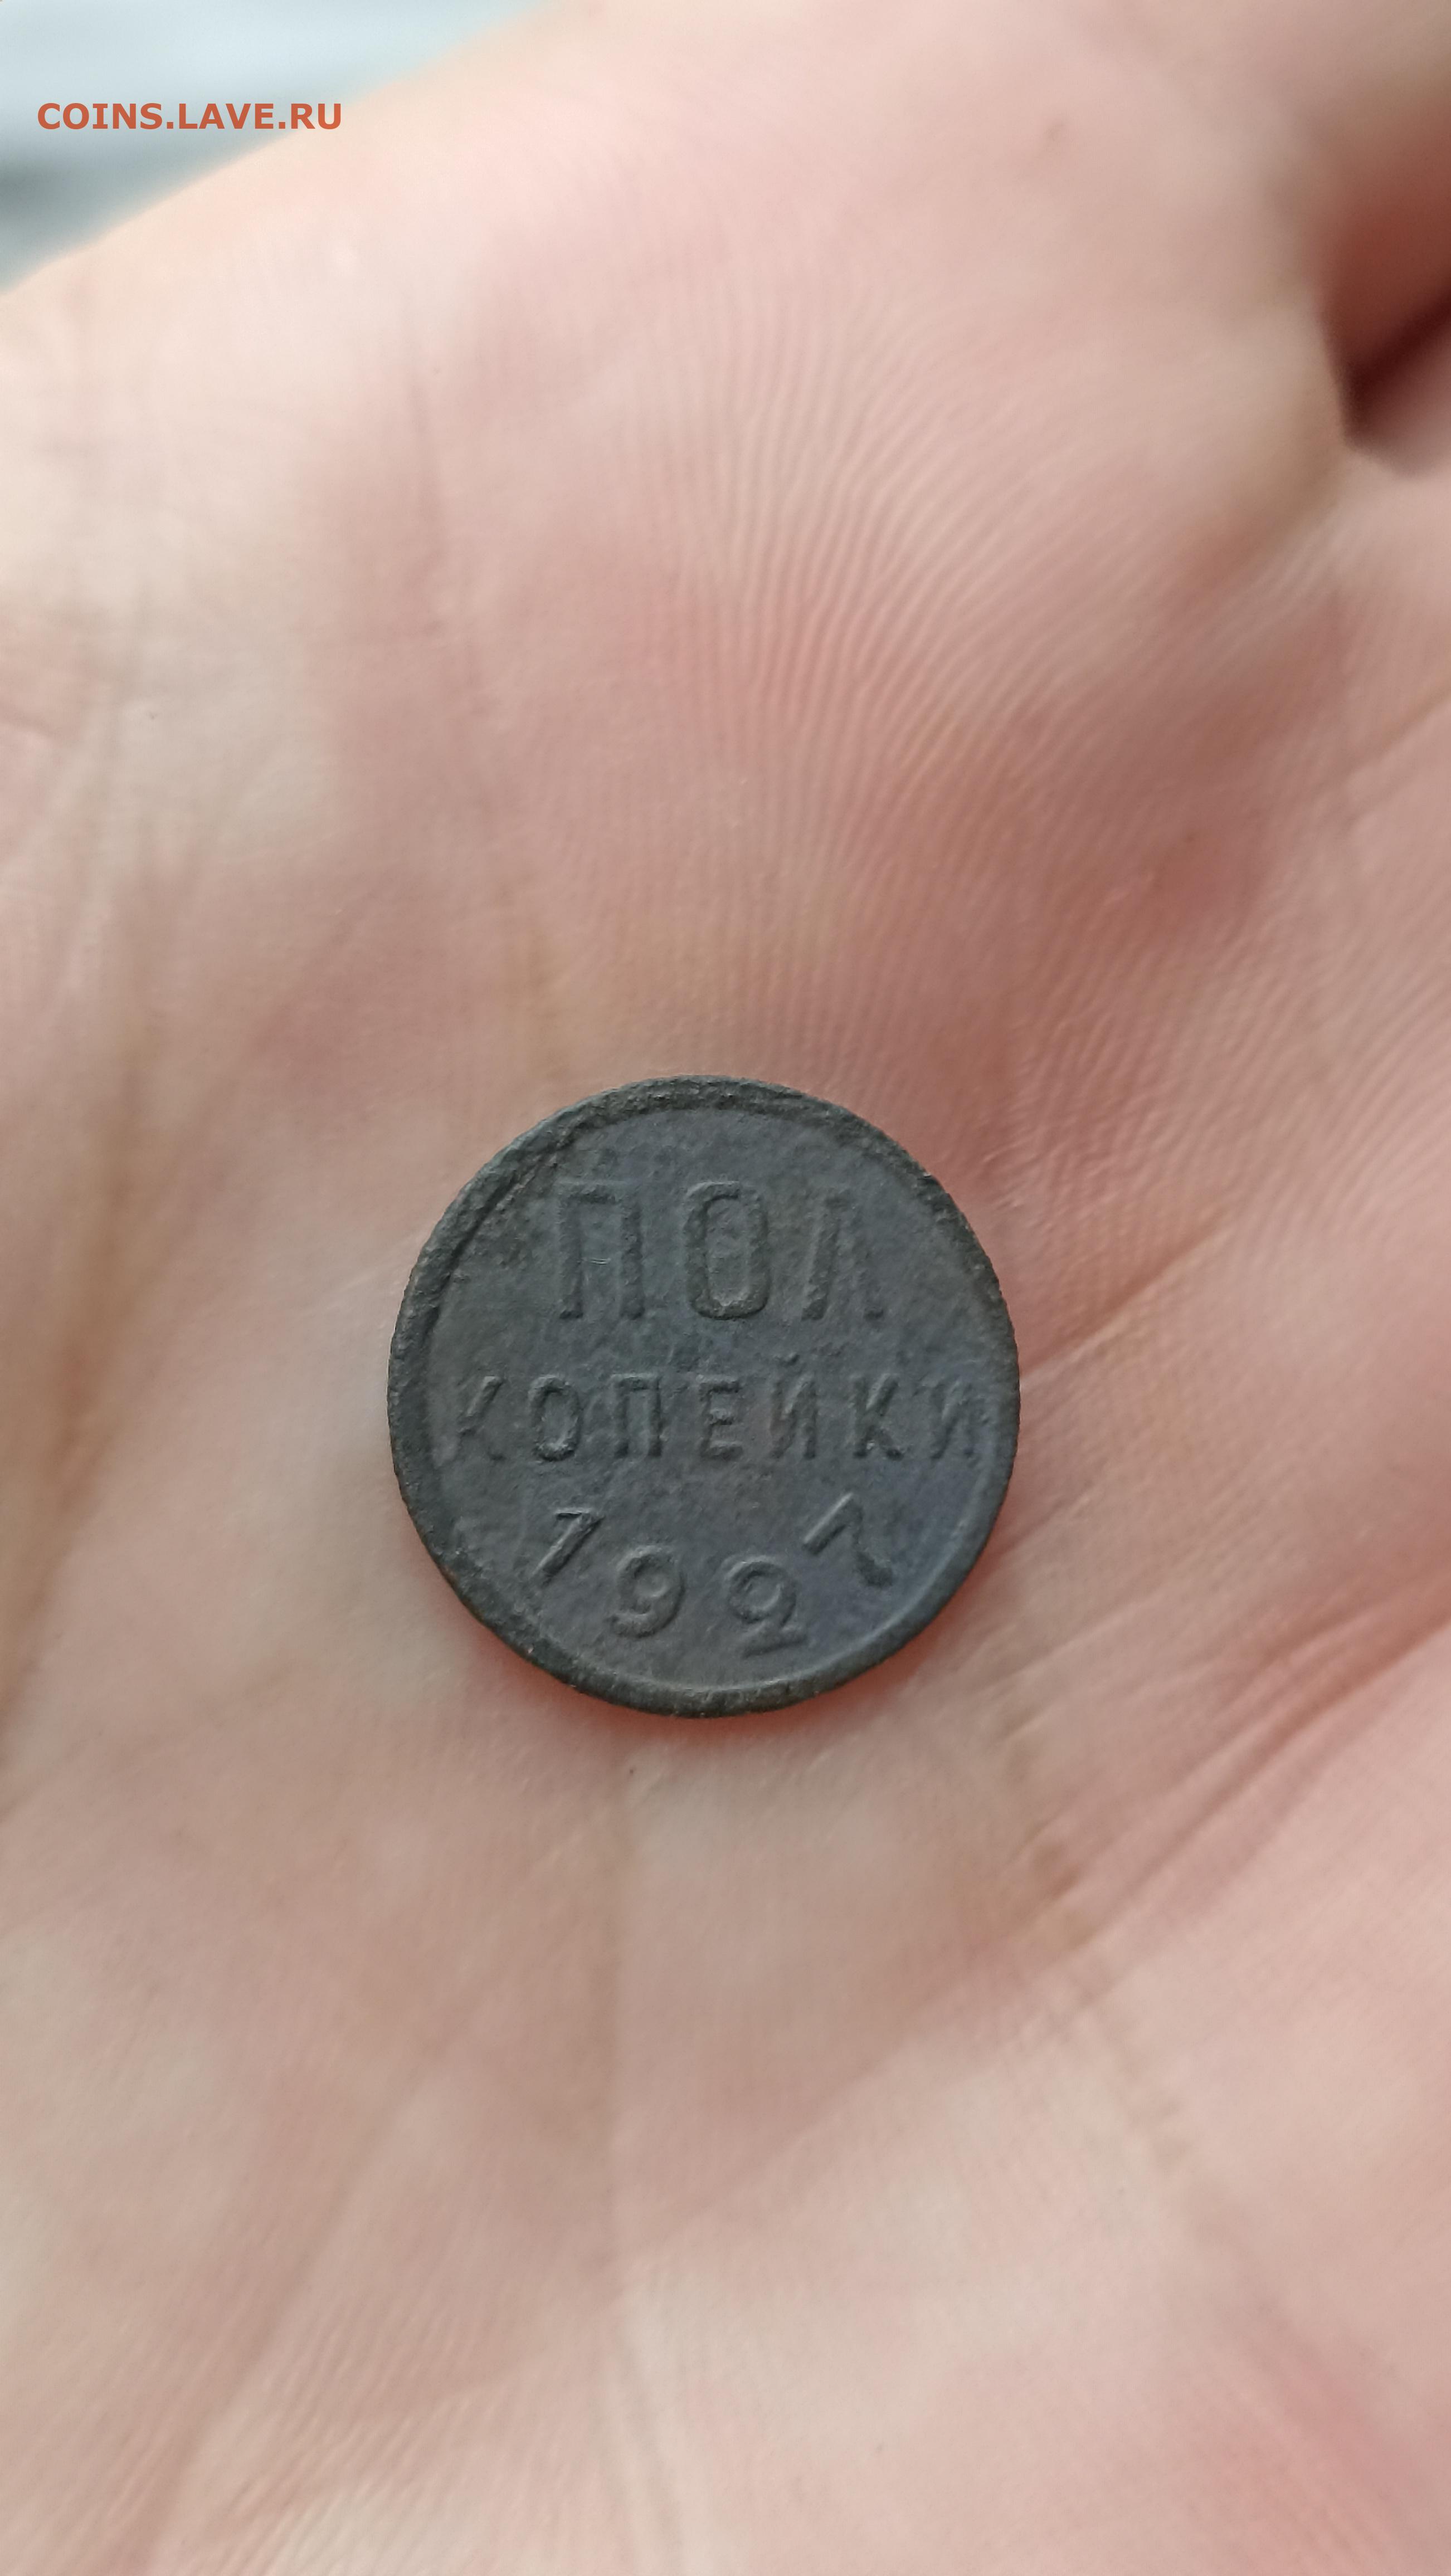 COINS.LAVE.RU
ПОЛ
КОПЕЙКИ
1927